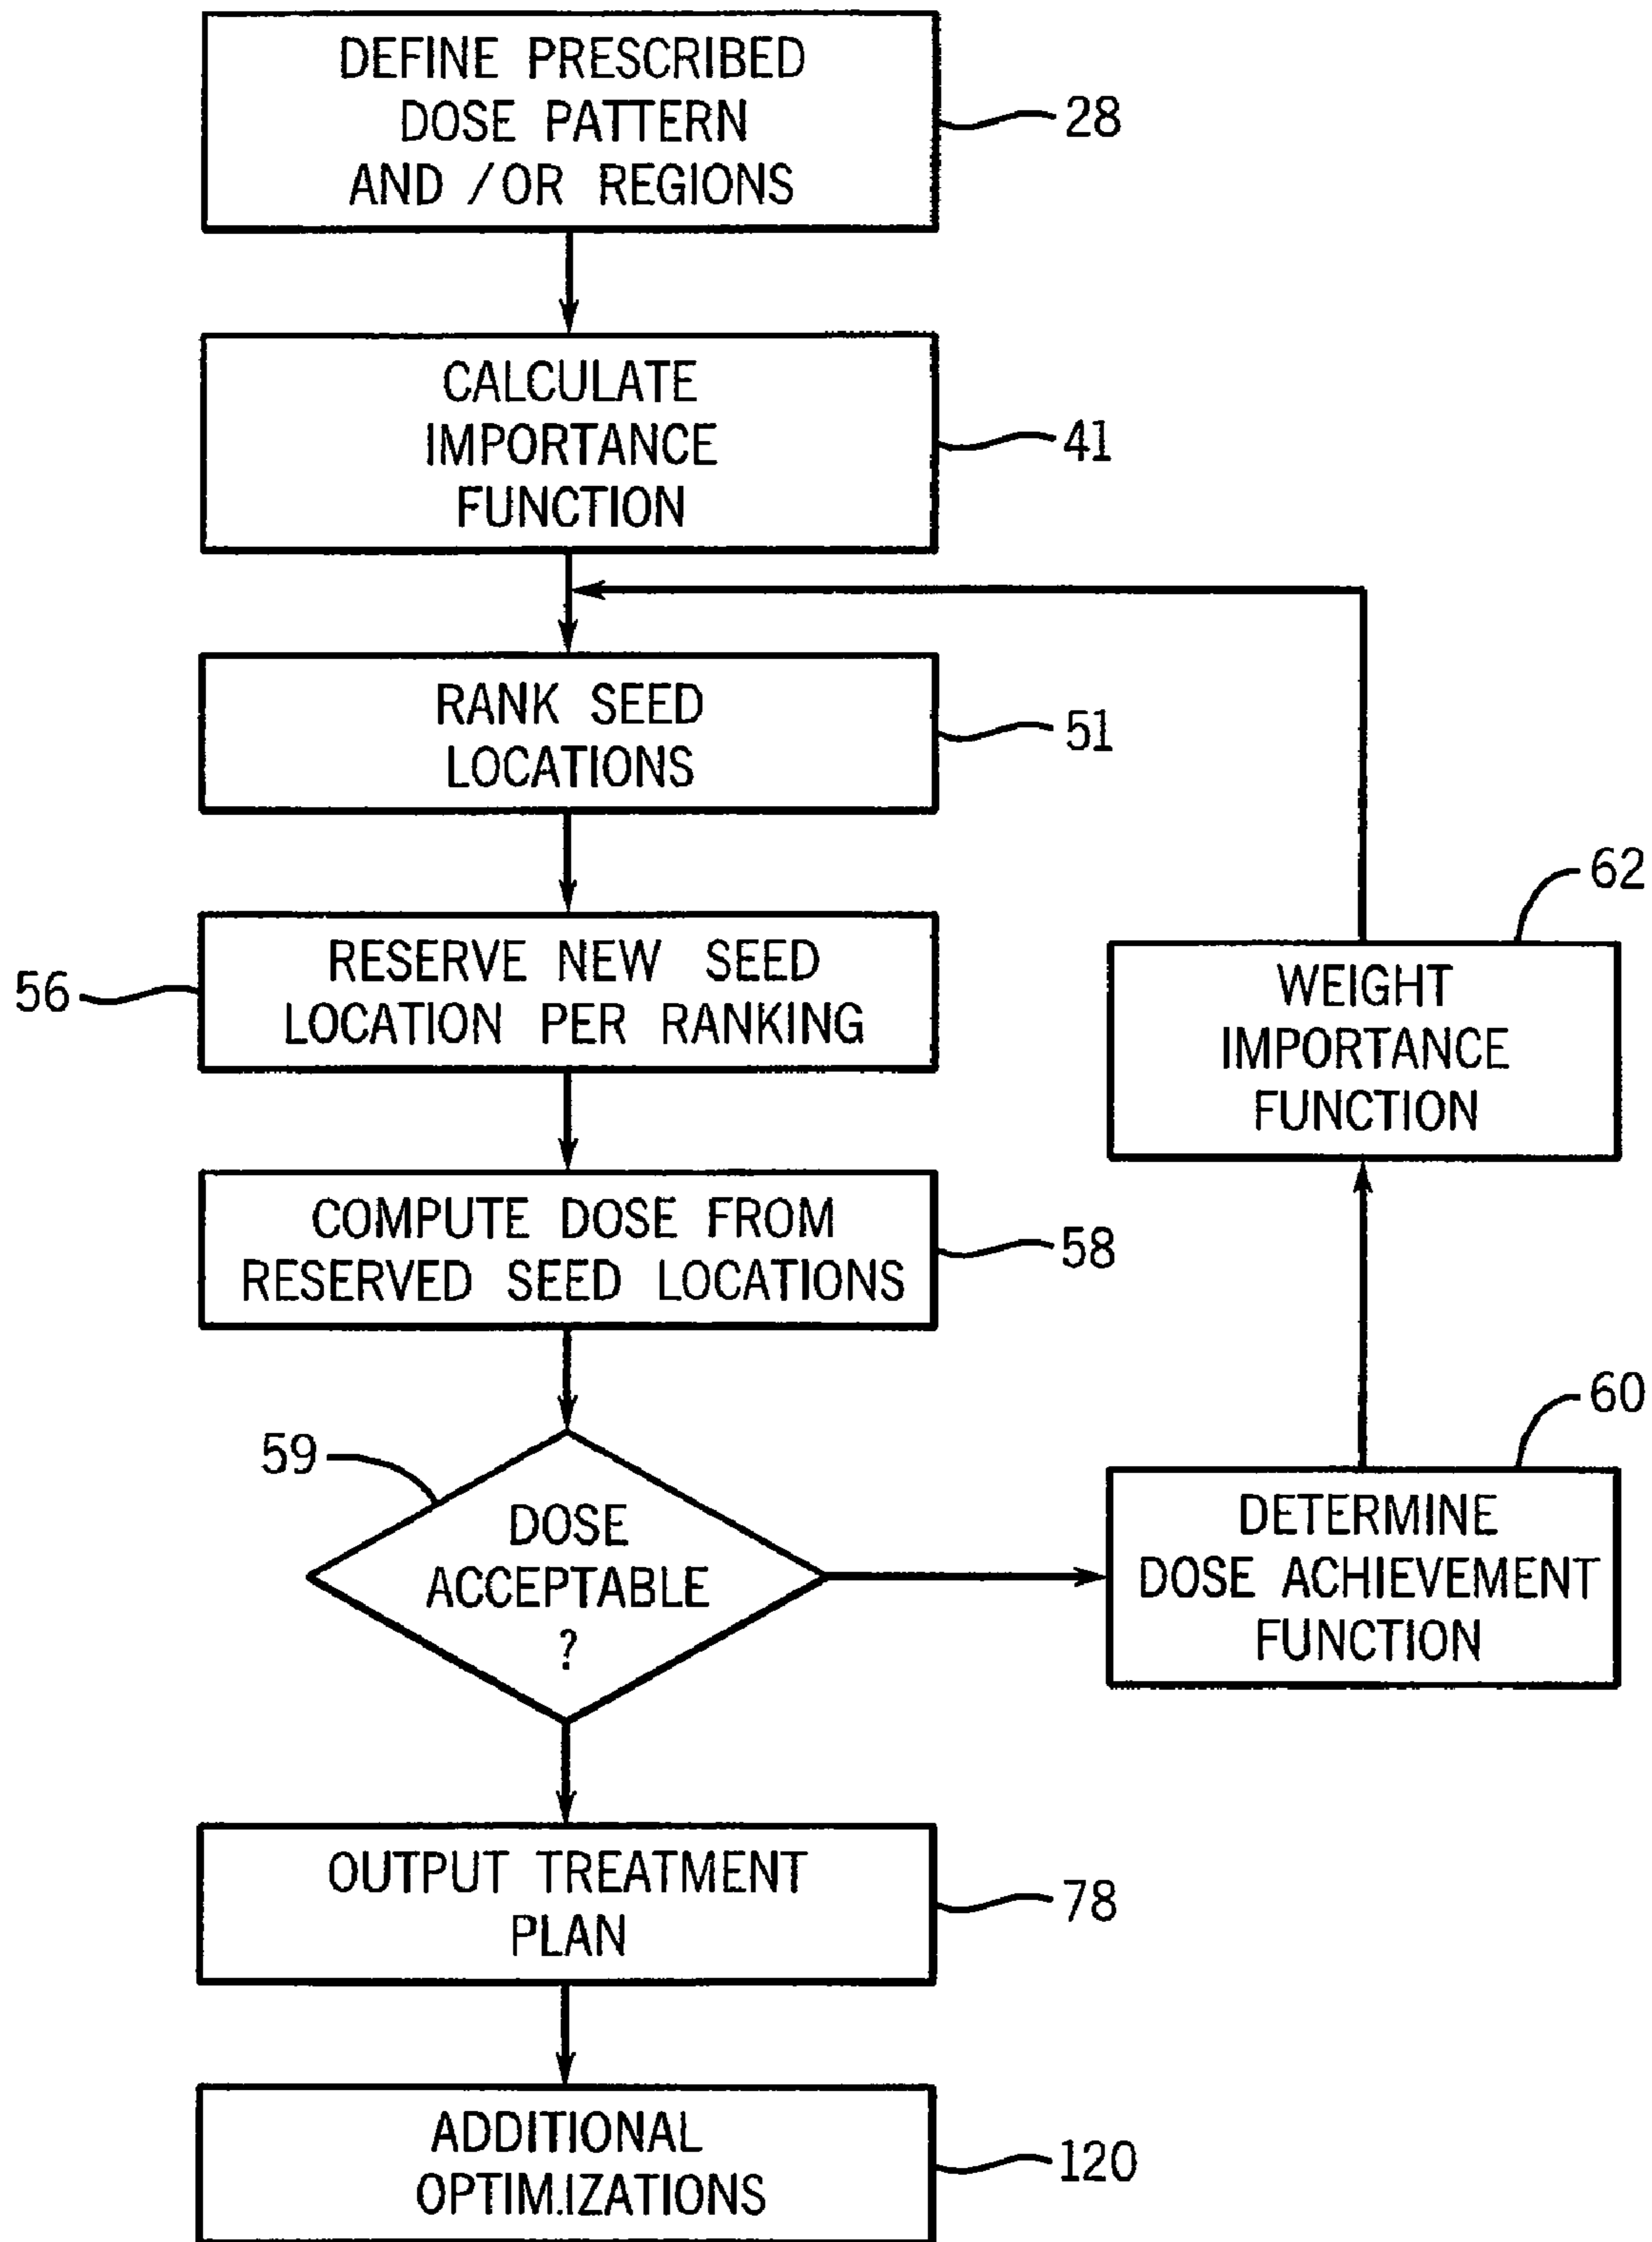 DEFINE PRESCRIBED
DOSE PATTERN
AND /OR REGIONS
28
CALCULATE
IMPORTANCE
FUNCTION
41
RANK SEED
LOCATIONS
51
RESERVE NEW SEED
LOCATION PER RANKING
56
COMPUTE DOSE FROM
RESERVED SEED LOCATIONS
58
DOSE
ACCEPTABLE
?
59
DETERMINE
DOSE ACHIEVEMENT
FUNCTION
60
WEIGHT
IMPORTANCE
FUNCTION
62
OUTPUT TREATMENT
PLAN
78
ADDITIONAL
OPTIM.IZATIONS
120